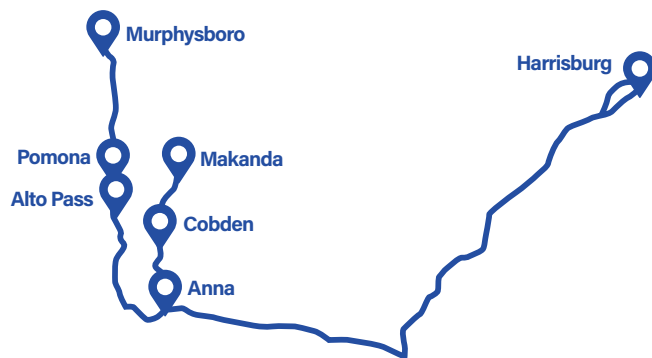 Murphysboro
Harrisburg
Pomona
Makanda
Alto Pass
Cobden
Anna